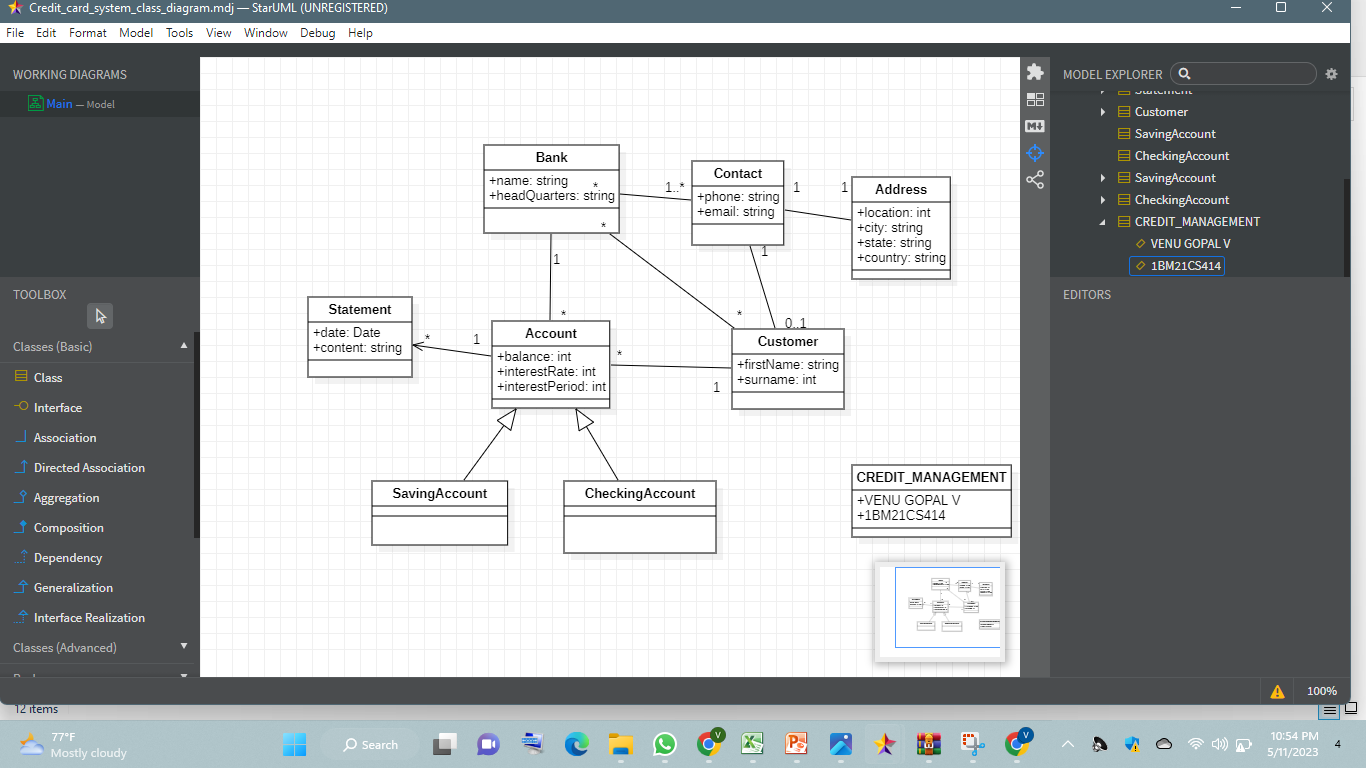 Credit_card_system_class_diagram.mdj — StarUML (UNREGISTERED)
File Edit Format Model Tools View Window Debug Help
WORKING DIAGRAMS
Main — Model
TOOLBOX
Classes (Basic)
Class
Interface
Association
Directed Association
Aggregation
Composition
Dependency
Generalization
Interface Realization
Classes (Advanced)
Bank
+name: string
+headQuarters: string
*
1..*
*
1
*
Contact
+phone: string
+email: string
1
1
1
Address
+location: int
+city: string
+state: string
+country: string
Statement
+date: Date
+content: string
*
1
Account
+balance: int
+interestRate: int
+interestPeriod: int
*
1
*
0..1
Customer
+firstName: string
+surname: int
SavingAccount
CheckingAccount
CREDIT_MANAGEMENT
+VENU GOPAL V
+1BM21CS414
MODEL EXPLORER
Statement
Customer
SavingAccount
CheckingAccount
SavingAccount
CheckingAccount
CREDIT_MANAGEMENT
VENU GOPAL V
1BM21CS414
EDITORS
100%
12 items
77°F
Mostly cloudy
Search
10:54 PM
5/11/2023
4